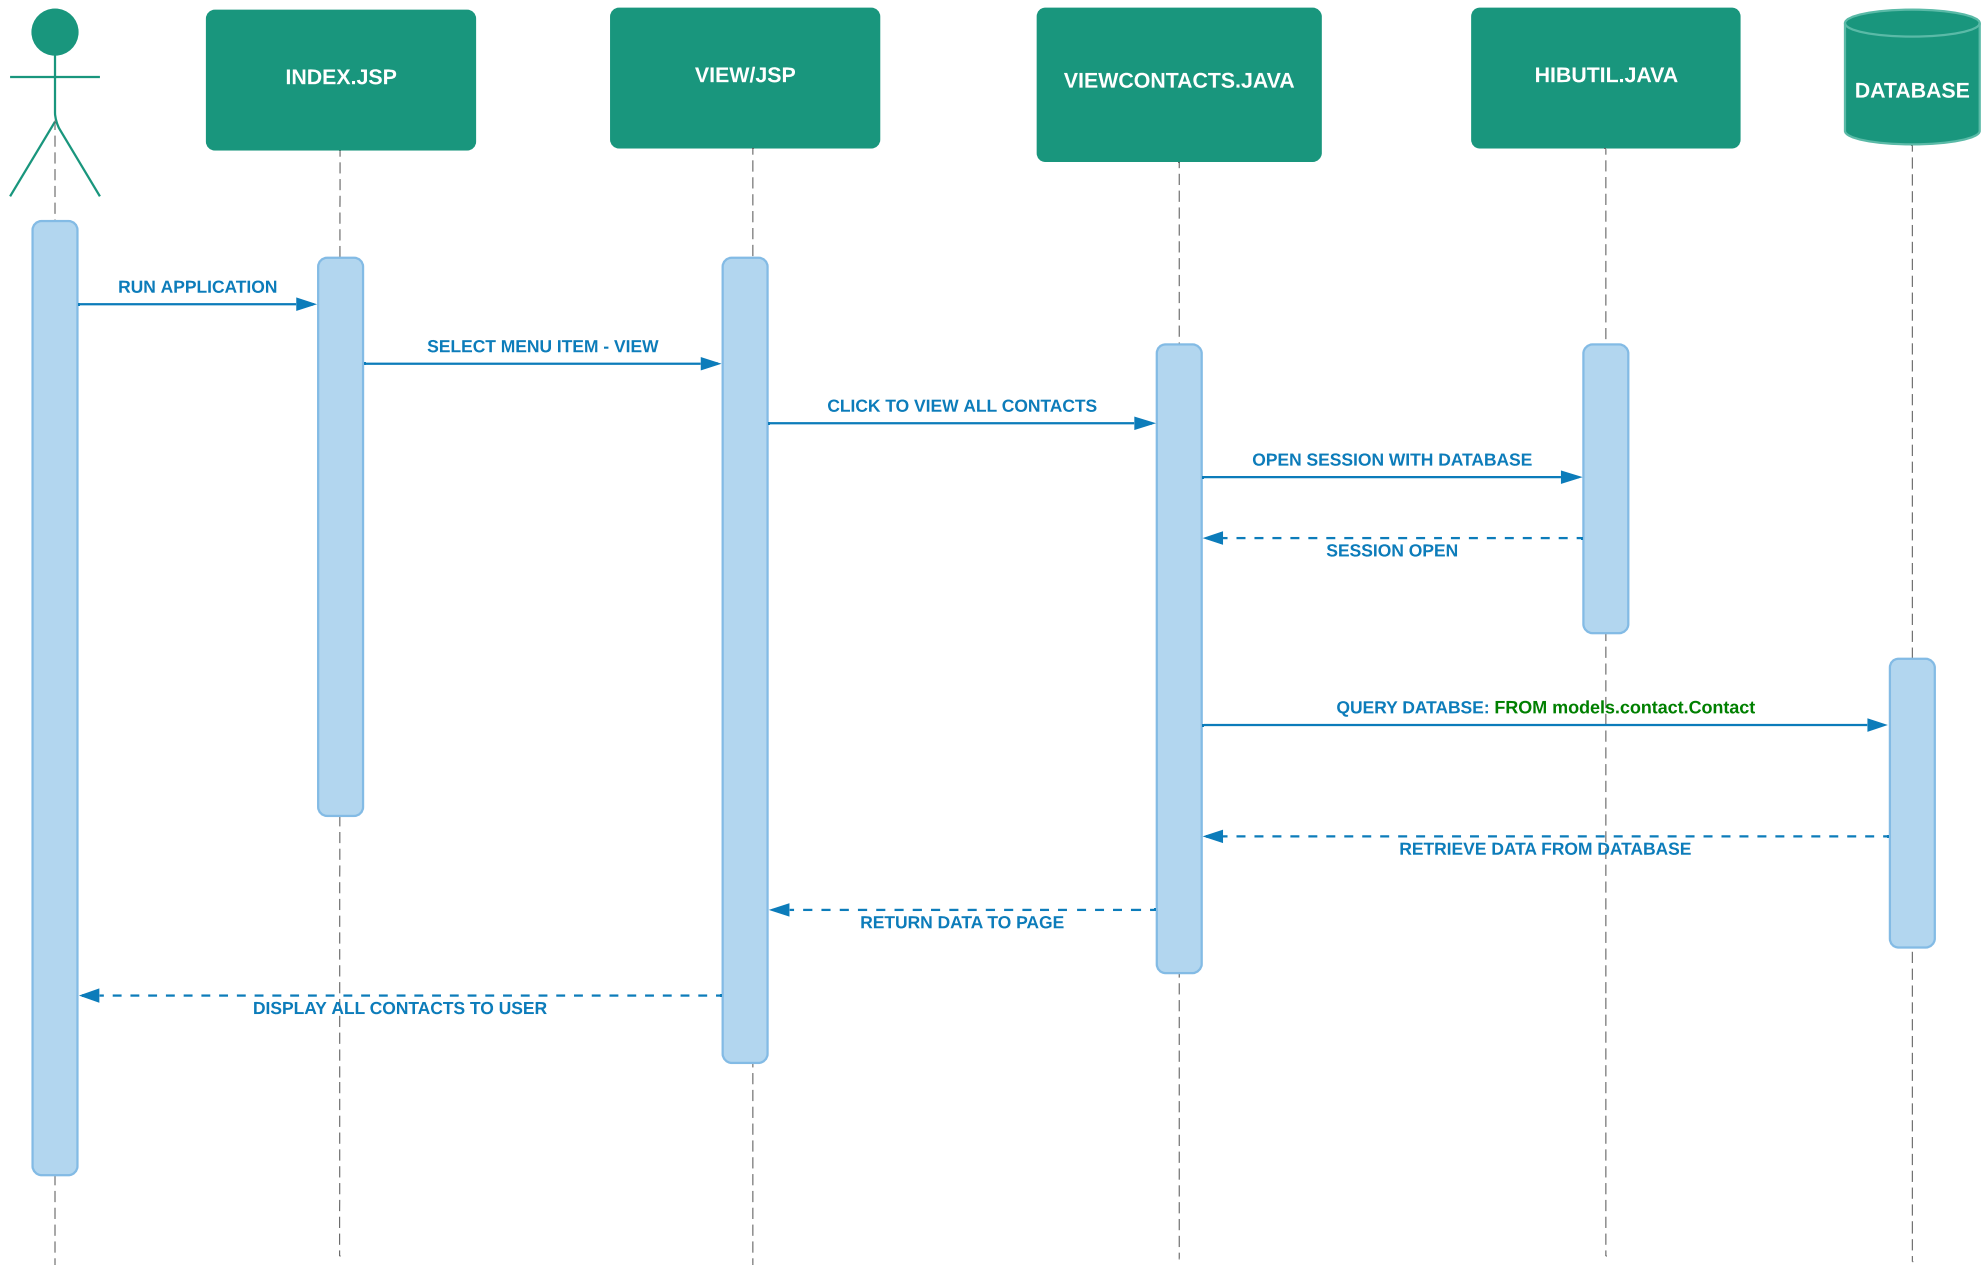 INDEX.JSP
VIEW/JSP
VIEWCONTACTS.JAVA
HIBUTIL.JAVA
DATABASE
RUN APPLICATION
SELECT MENU ITEM - VIEW
CLICK TO VIEW ALL CONTACTS
OPEN SESSION WITH DATABASE
SESSION OPEN
QUERY DATABSE: FROM models.contact.Contact
RETRIEVE DATA FROM DATABASE
RETURN DATA TO PAGE
DISPLAY ALL CONTACTS TO USER